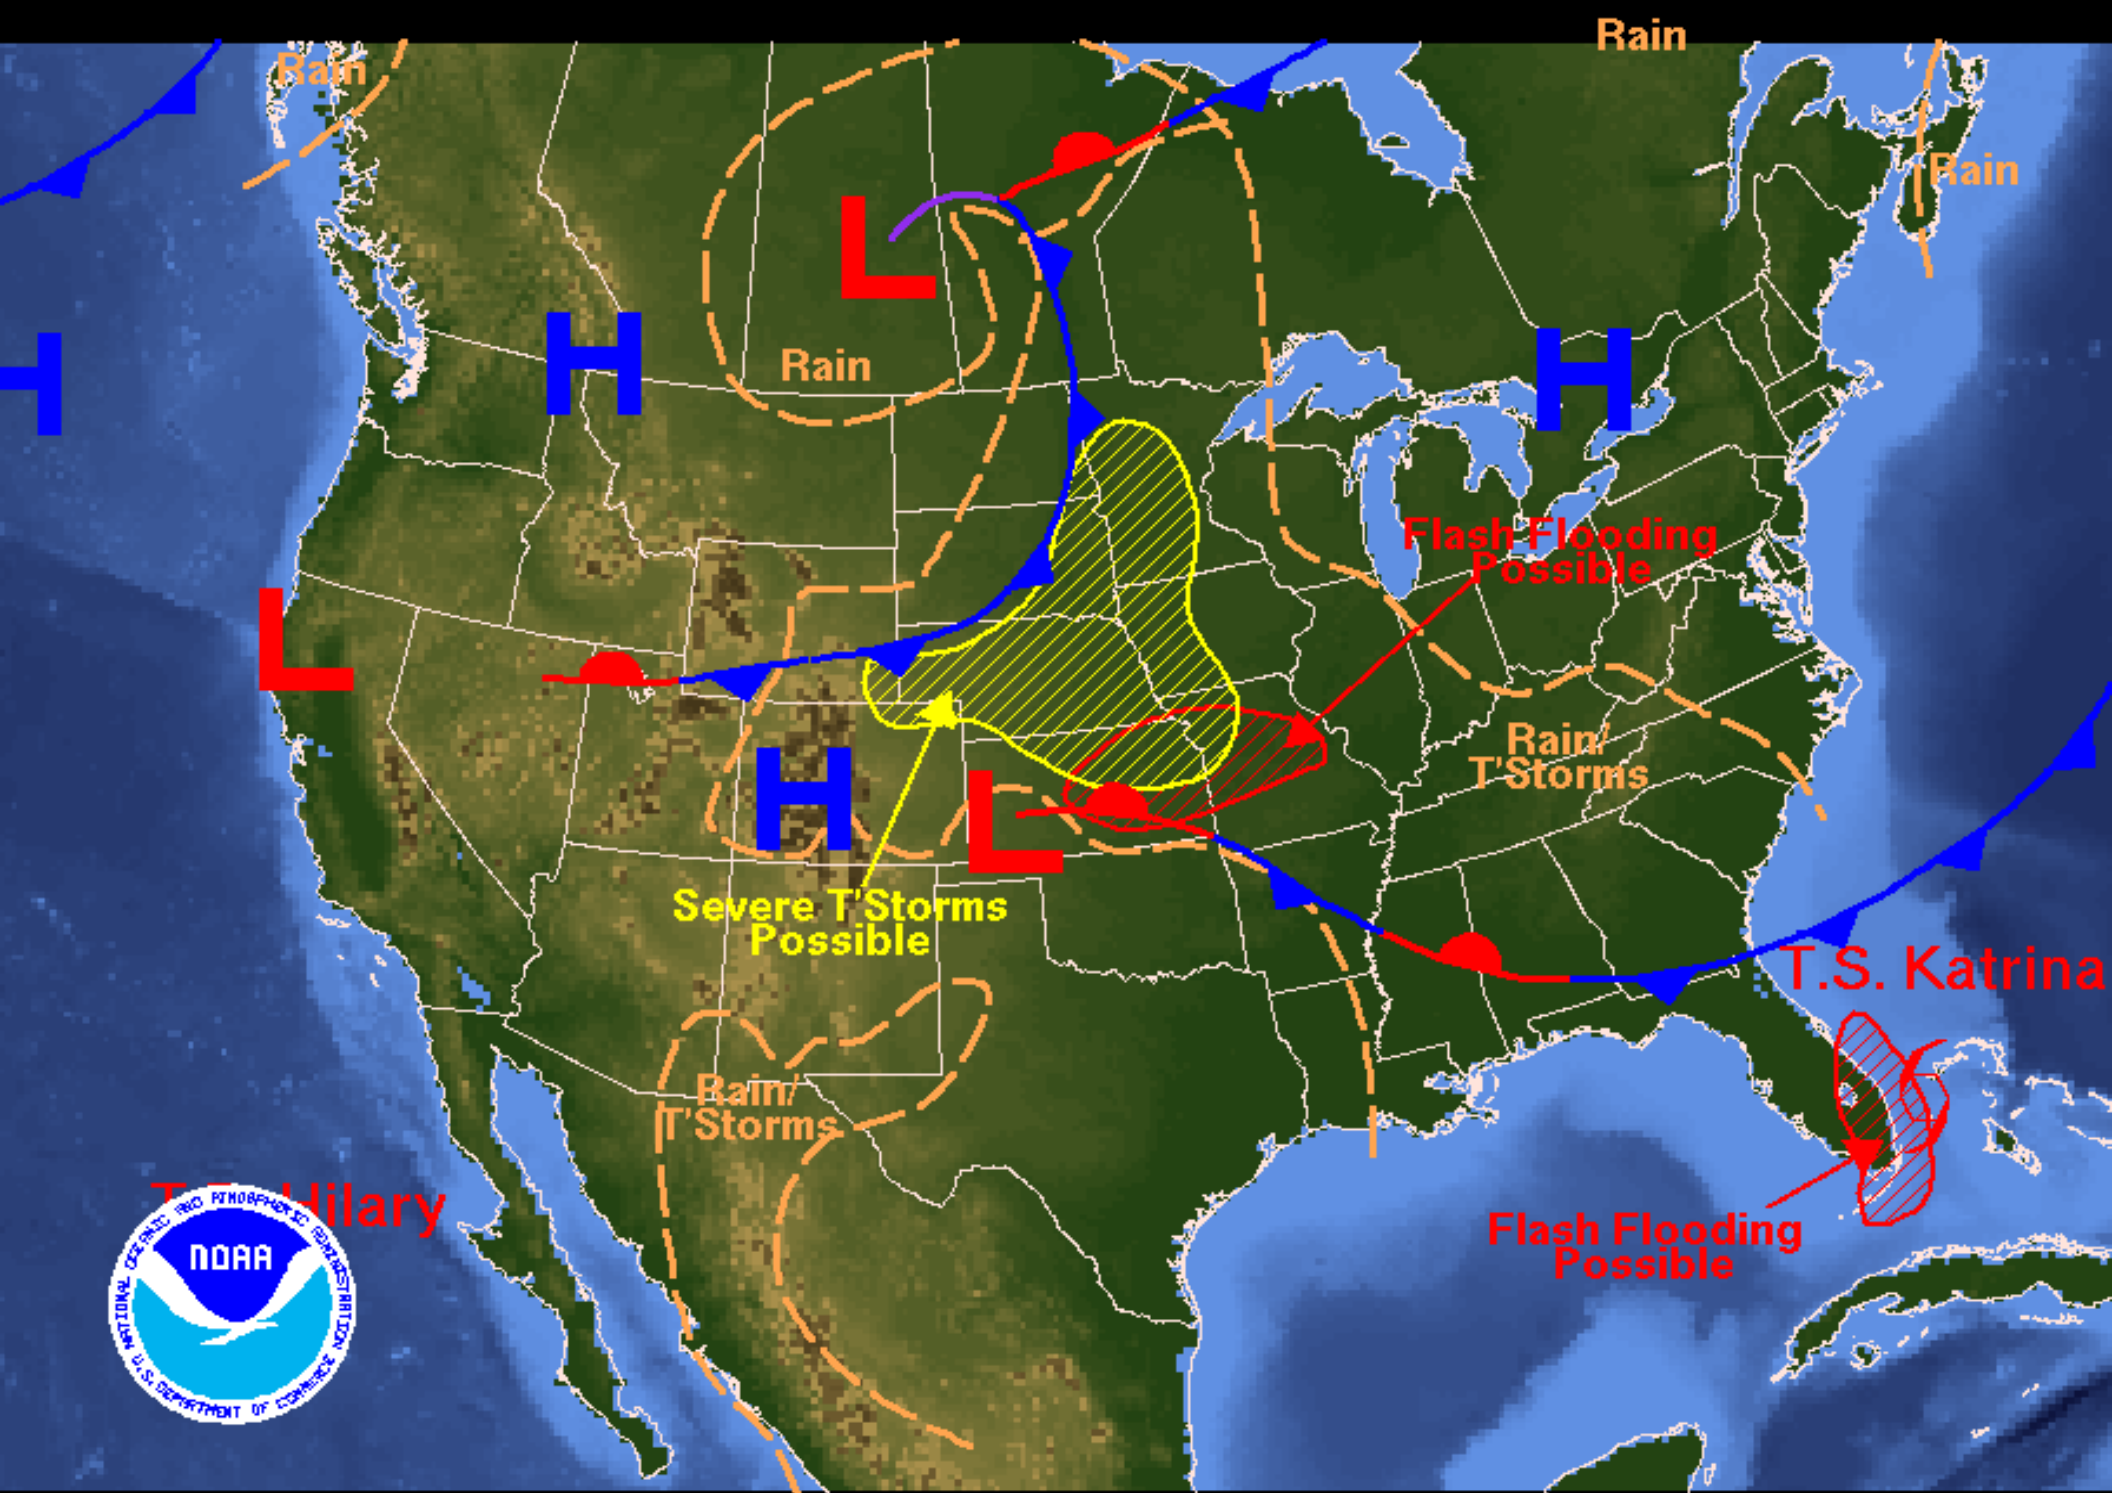 Rain
Rain
Rain
L
H
H
H
Rain
Flash Flooding
Possible
L
Rain/
T'Storms
H
L
Severe T'Storms
Possible
T.S. Katrina
Rain/
T'Storms
Hilary
Flash Flooding
Possible
NOAA
NATIONAL OCEANIC AND ATMOSPHERIC ADMINISTRATION
U.S. DEPARTMENT OF COMMERCE